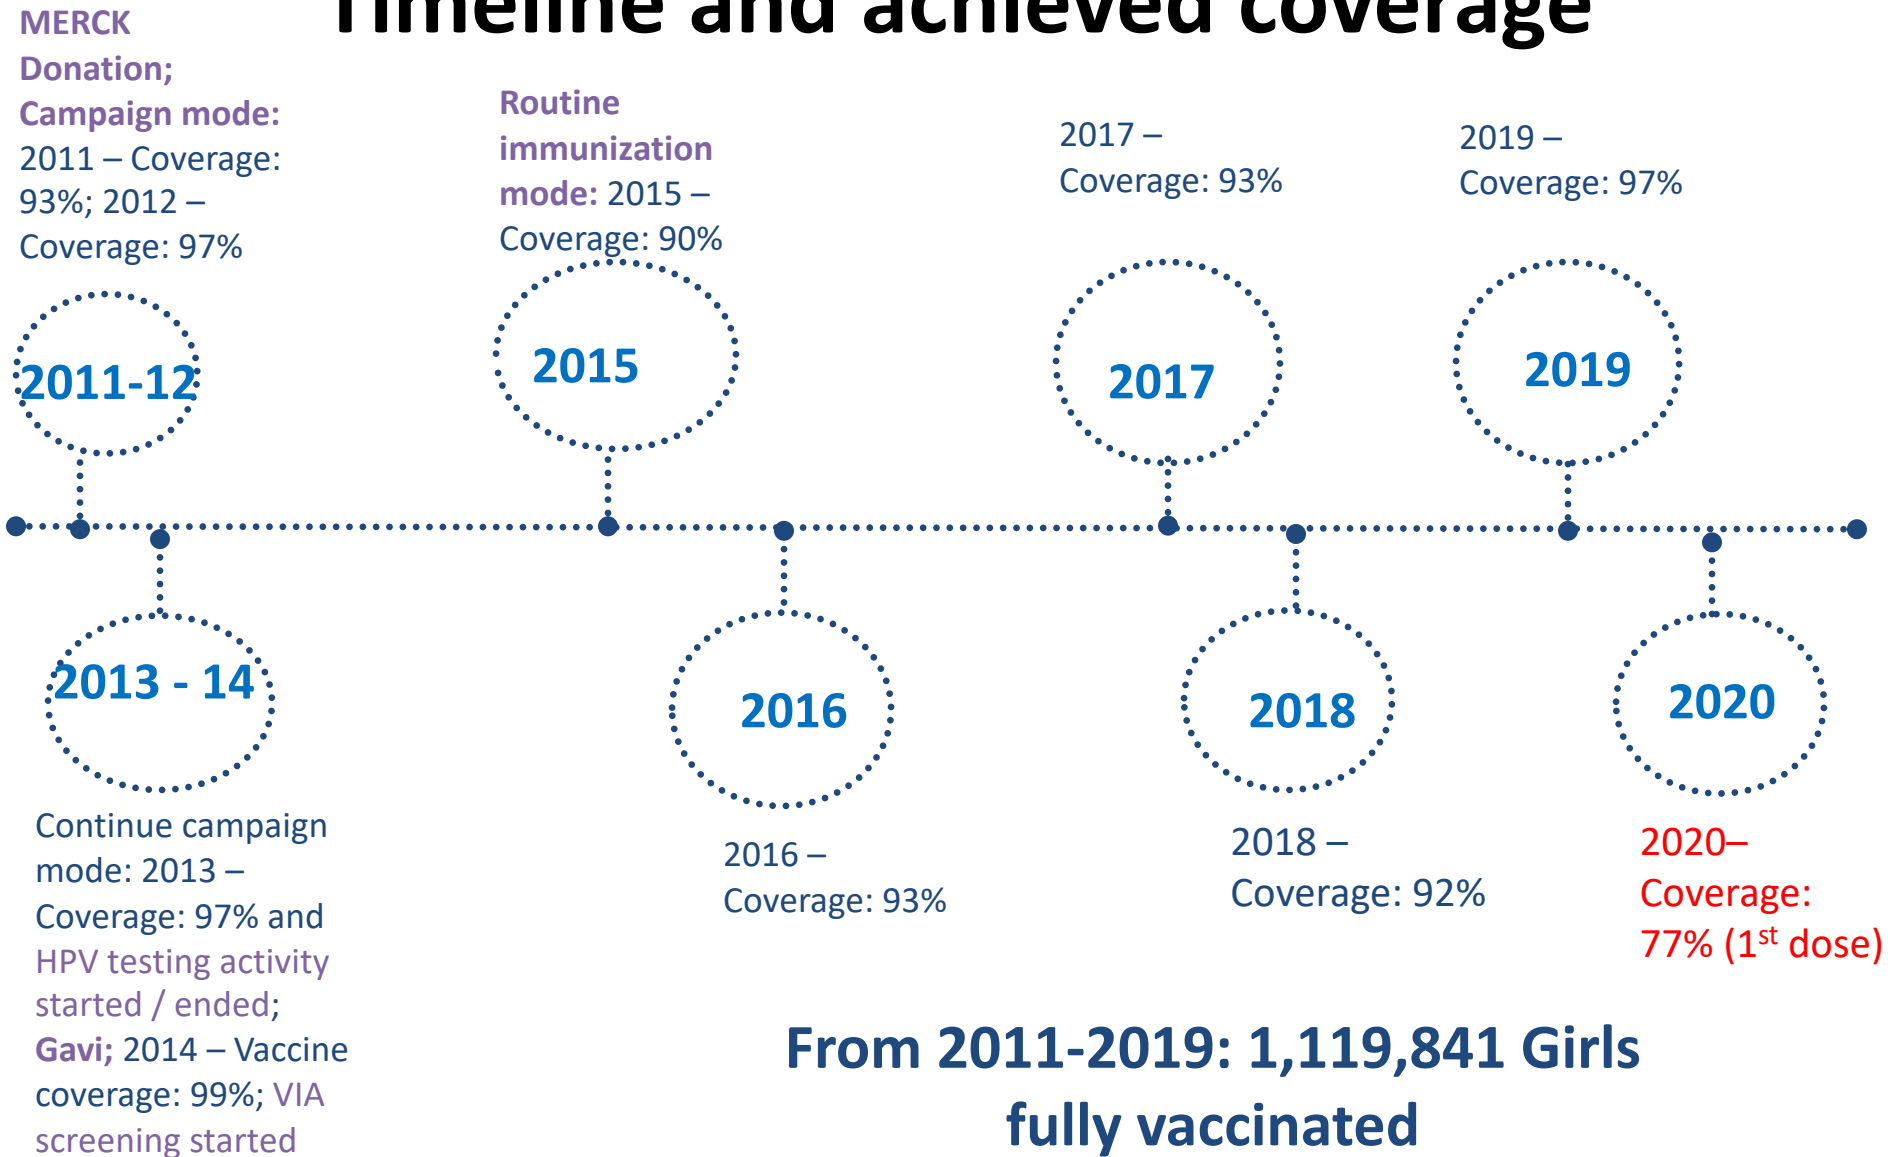 Timeline and achieved coverage
MERCK
Donation;
Campaign mode:
2011 – Coverage:
93%; 2012 –
Coverage: 97%
Routine
immunization
mode: 2015 –
Coverage: 90%
2017 –
Coverage: 93%
2019 –
Coverage: 97%
2011-12
2015
2017
2019
2013 - 14
2016
2018
2020
Continue campaign
mode: 2013 –
Coverage: 97% and
HPV testing activity
started / ended;
Gavi; 2014 – Vaccine
coverage: 99%; VIA
screening started
2016 –
Coverage: 93%
2018 –
Coverage: 92%
2020–
Coverage:
77% (1st dose)
From 2011-2019: 1,119,841 Girls
fully vaccinated